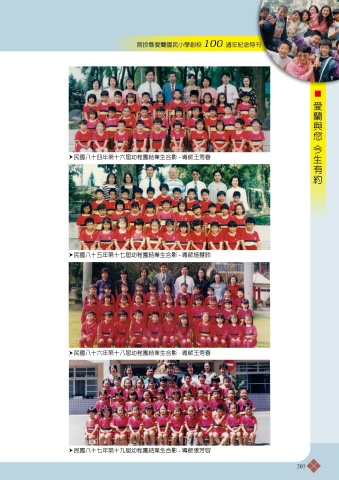 南投縣愛蘭國民小學創校 100 週年紀念特刊
■ 愛蘭與您 今生有約
➤民國八十四年第十六屆幼稚園結業生合影，導師王秀春
➤民國八十五年第十七屆幼稚園結業生合影，導師施慧鈴
➤民國八十六年第十八屆幼稚園結業生合影，導師王秀春
➤民國八十七年第十九屆幼稚園結業生合影，導師張芳容
203